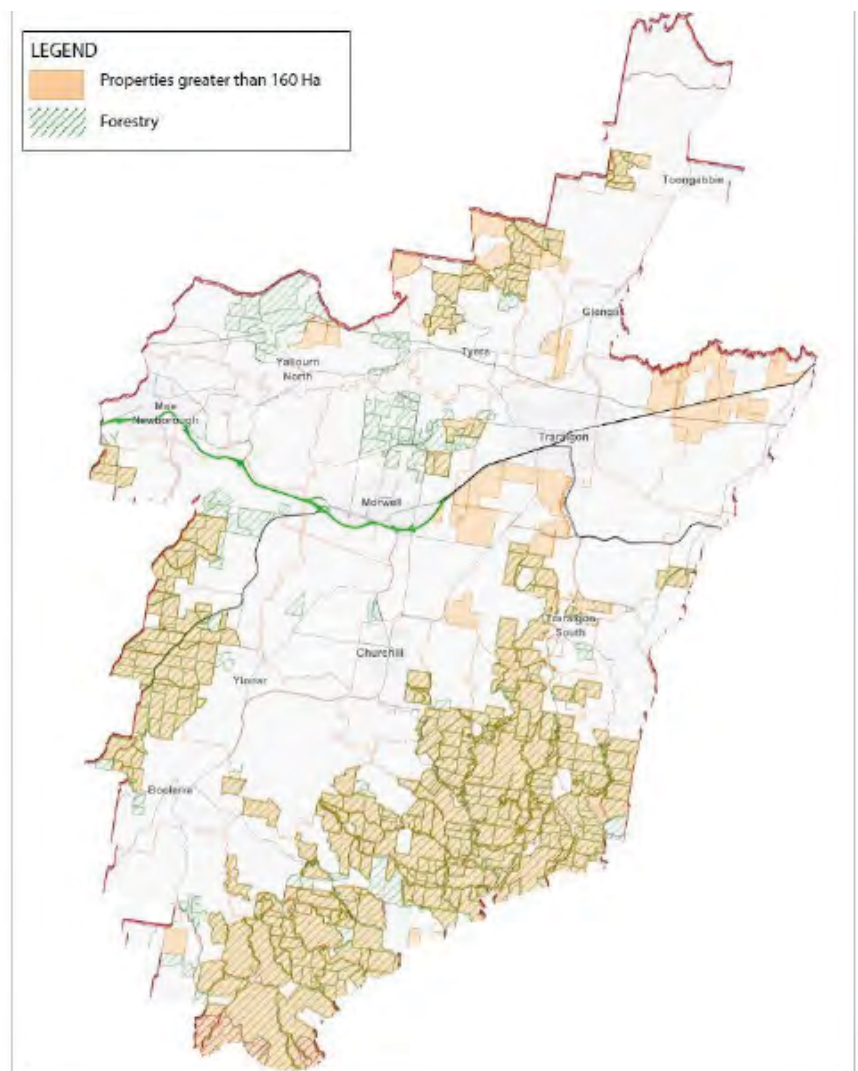 LEGEND
Properties greater than 160 Ha
Forestry
Toongabbie
Glengarry
Tyers
Yallourn
North
Moe
Newborough
Traralgon
Morwell
Traralgon
South
Churchill
Yinnar
Boolarra